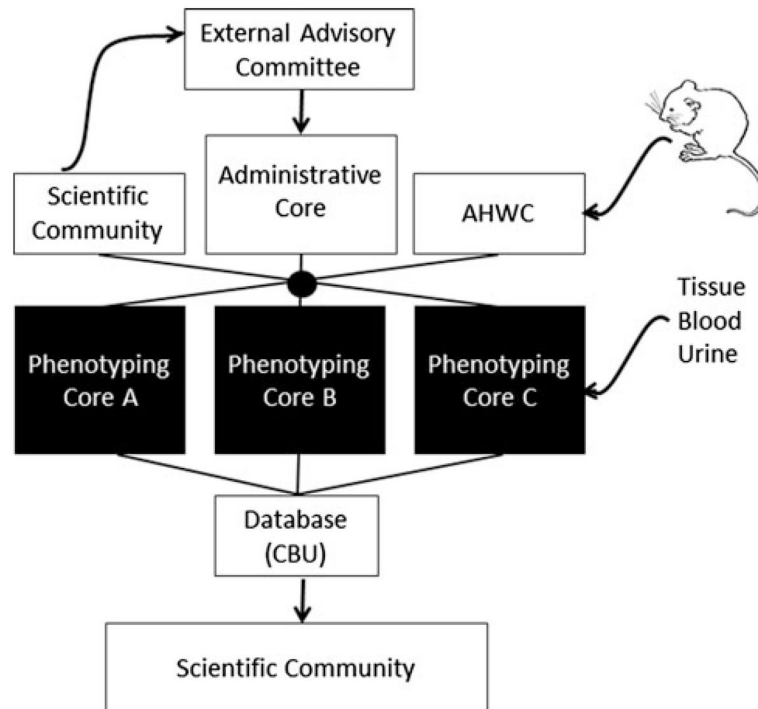 External Advisory
Committee
Scientific
Community
Administrative
Core
AHWC
Tissue
Blood
Urine
Phenotyping
Core A
Phenotyping
Core B
Phenotyping
Core C
Database
(CBU)
Scientific Community